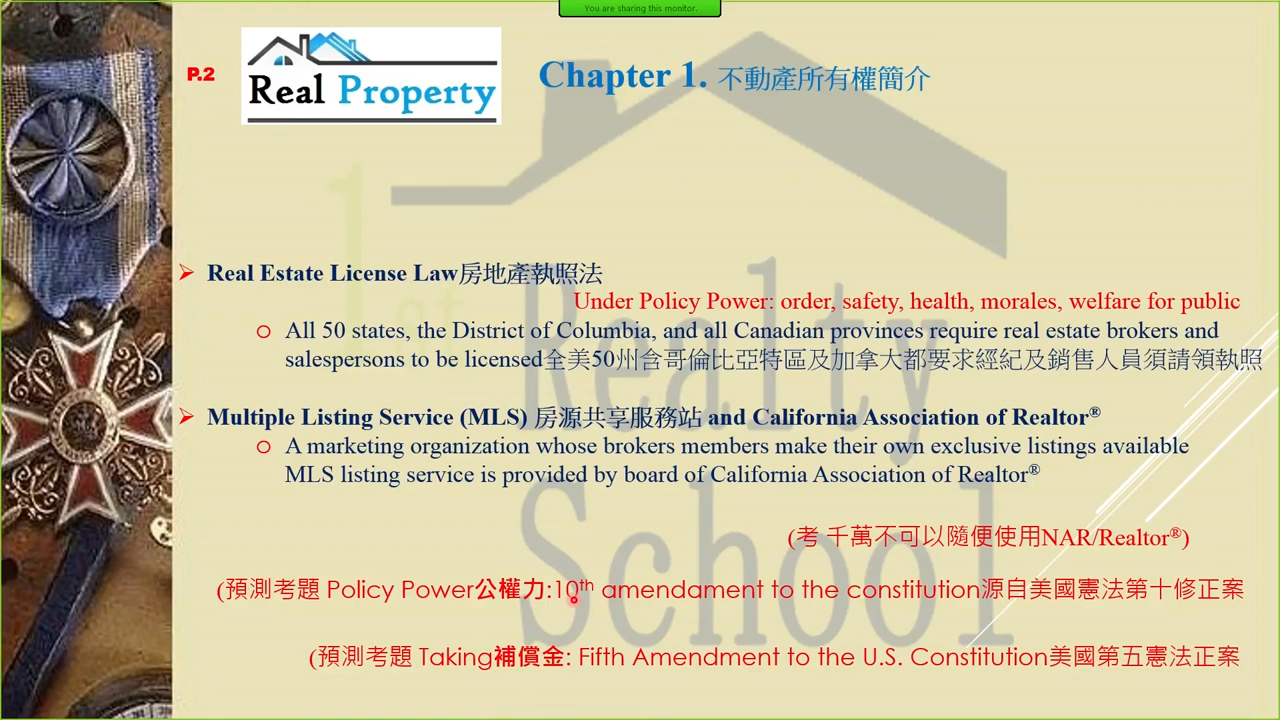 You are sharing this monitor.
P.2
Real Property
Chapter 1. 不動產所有權簡介
1st
Realty
School
➢ Real Estate License Law房地產執照法
Under Policy Power: order, safety, health, morales, welfare for public
o All 50 states, the District of Columbia, and all Canadian provinces require real estate brokers and
salespersons to be licensed全美50州含哥倫比亞特區及加拿大都要求經紀及銷售人員須請領執照
➢ Multiple Listing Service (MLS) 房源共享服務站 and California Association of Realtor®
o A marketing organization whose brokers members make their own exclusive listings available
MLS listing service is provided by board of California Association of Realtor®
(考 千萬不可以隨便使用NAR/Realtor®)
(預測考題 Policy Power公權力:10th amendament to the constitution源自美國憲法第十修正案
(預測考題 Taking補償金: Fifth Amendment to the U.S. Constitution美國第五憲法正案